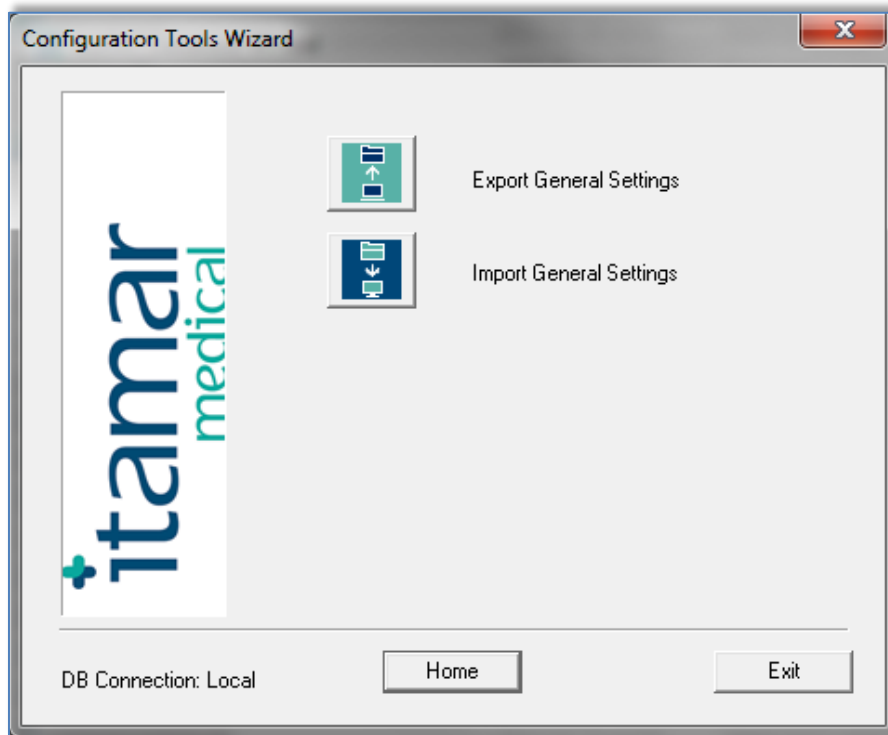 Configuration Tools Wizard
itamar
medical
Export General Settings
Import General Settings
DB Connection: Local
Home
Exit